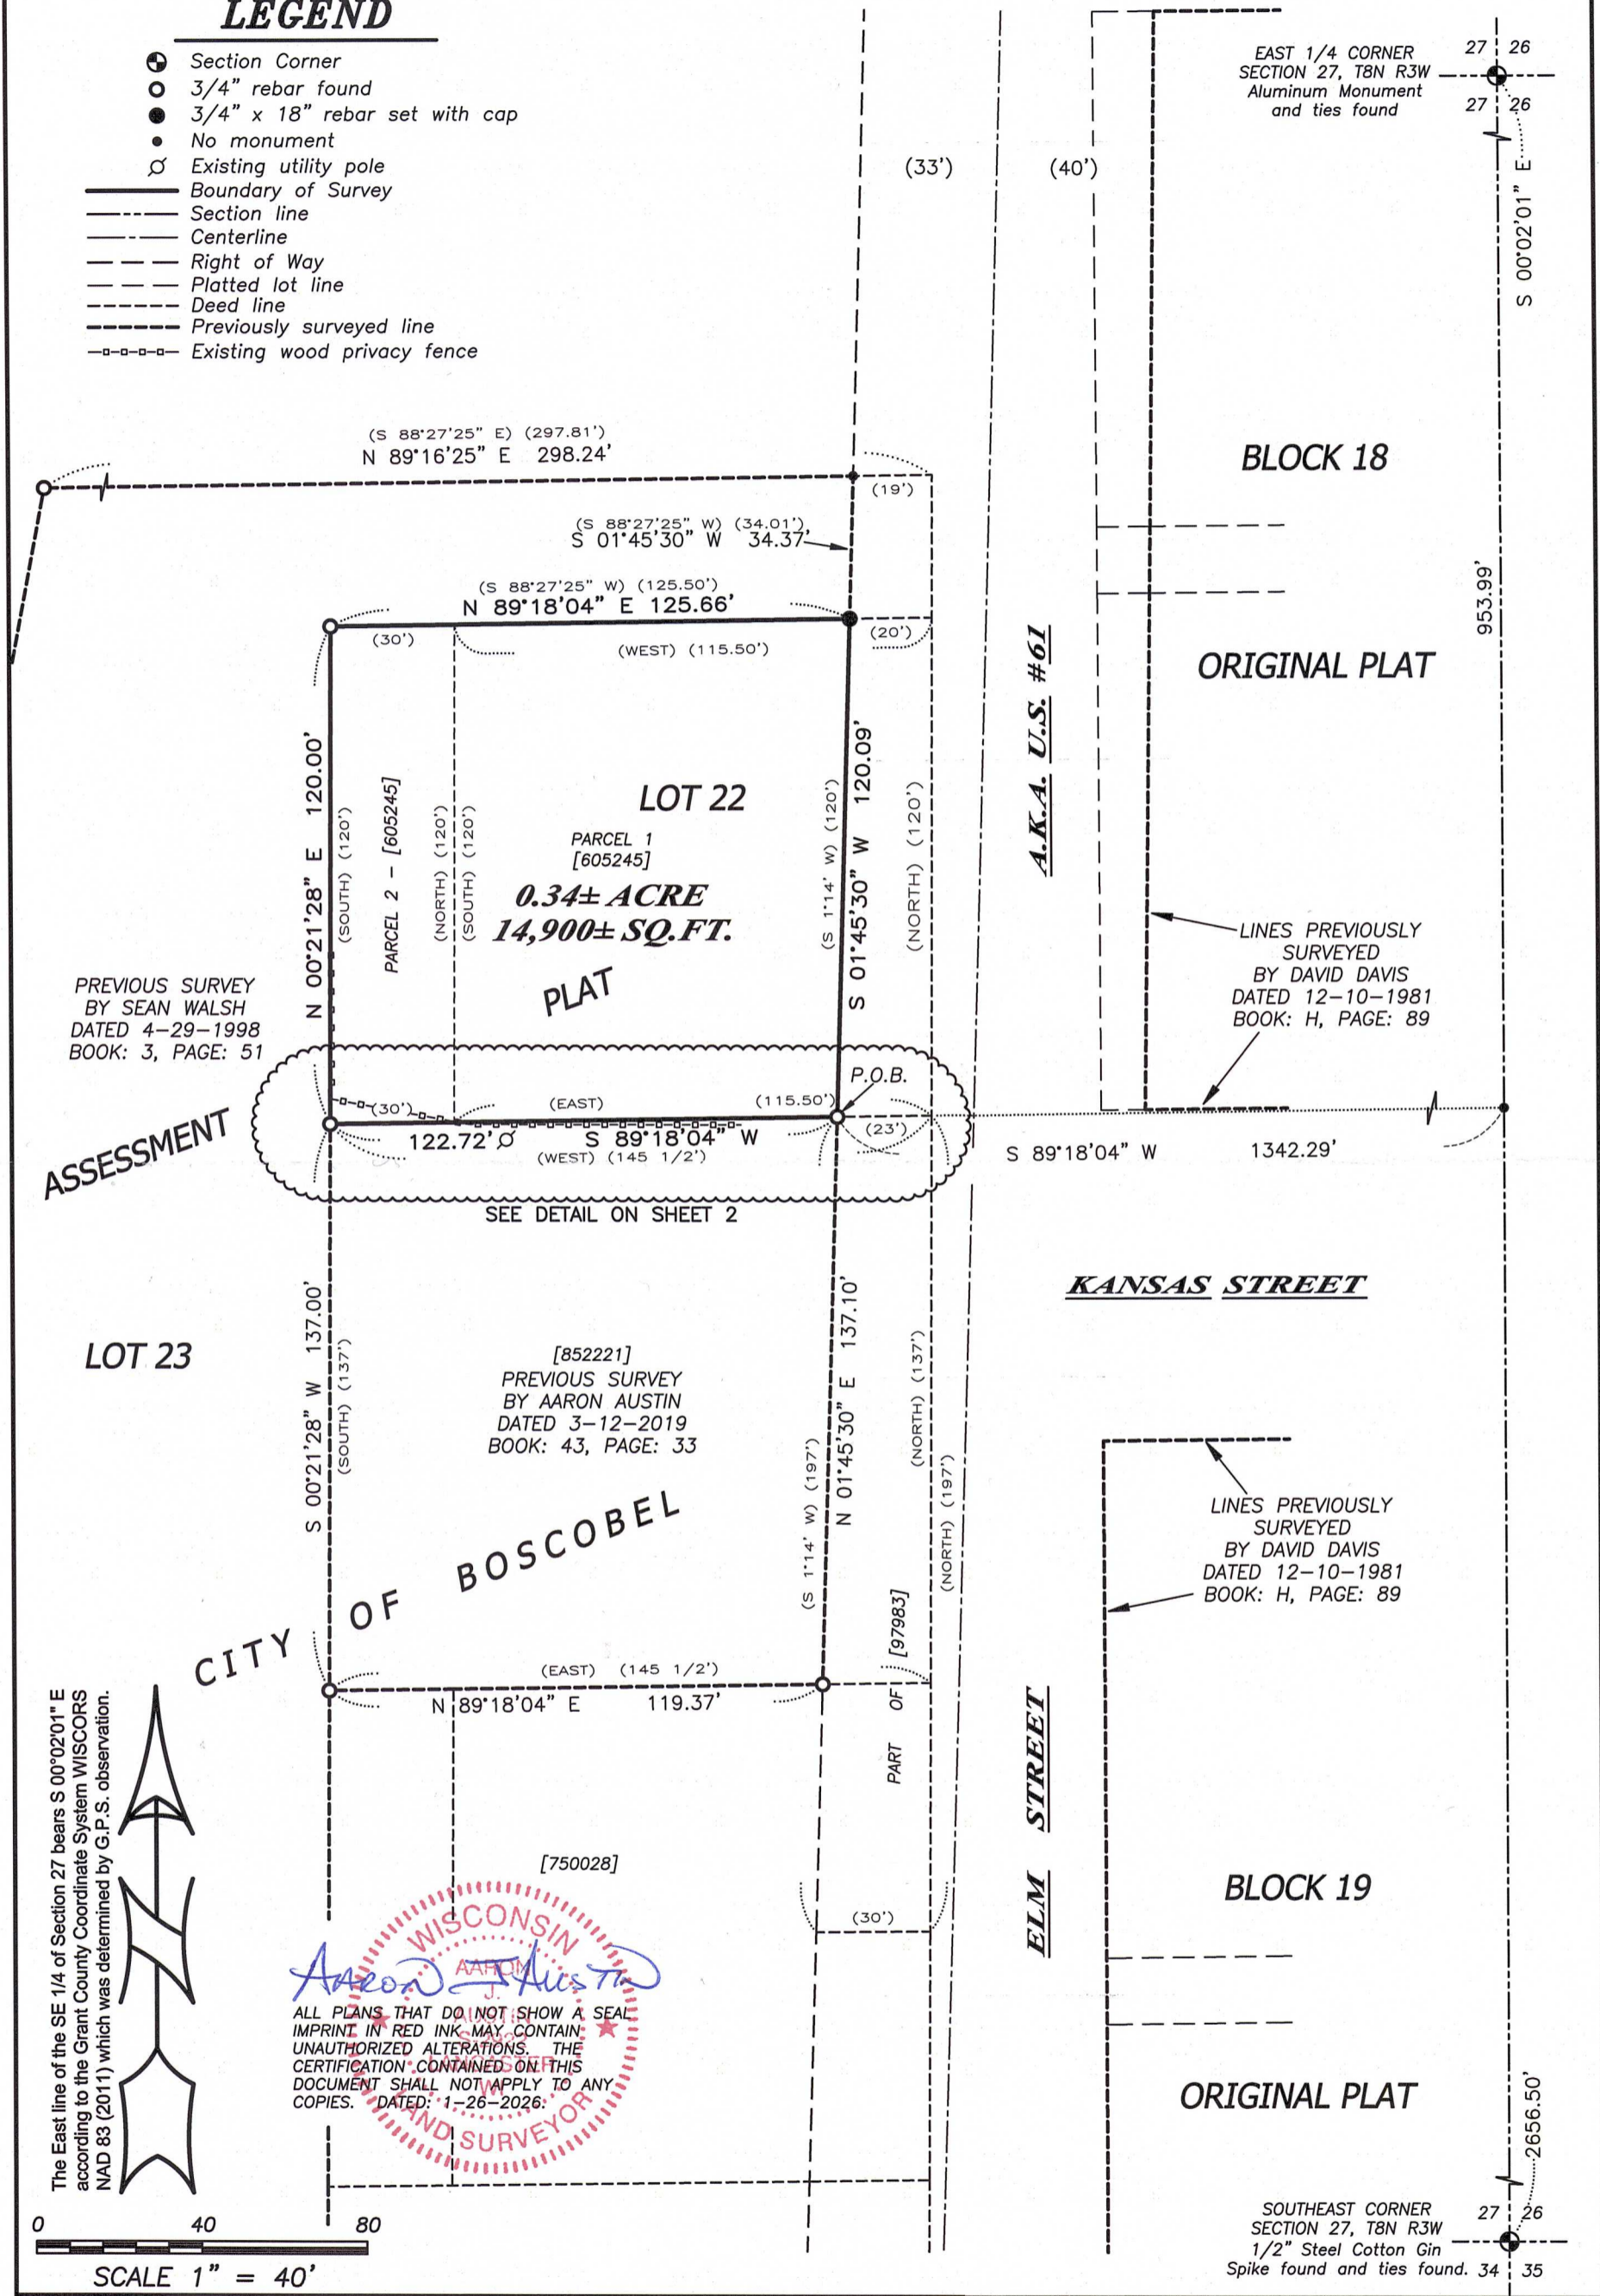 LEGEND
Section Corner
3/4" rebar found
3/4" x 18" rebar set with cap
No monument
Existing utility pole
Boundary of Survey
Section line
Centerline
Right of Way
Platted lot line
Deed line
Previously surveyed line
Existing wood privacy fence
(33')
(40')
EAST 1/4 CORNER
SECTION 27, T8N R3W
Aluminum Monument
and ties found
27 26
27 26
S 00°02'01" E
953.99'
(S 88°27'25" E) (297.81')
N 89°16'25" E 298.24'
(19')
(S 88°27'25" W) (34.01')
S 01°45'30" W 34.37'
(S 88°27'25" W) (125.50')
N 89°18'04" E 125.66'
(30')
(WEST) (115.50')
(20')
BLOCK 18
ORIGINAL PLAT
A.K.A. U.S. #61
N 00°21'28" E 120.00'
(SOUTH) (120')
PARCEL 2 - [605245]
(NORTH) (120')
(SOUTH) (120')
LOT 22
PARCEL 1
[605245]
0.34± ACRE
14,900± SQ.FT.
PLAT
(S 1°14' W) (120')
S 01°45'30" W 120.09'
(NORTH) (120')
LINES PREVIOUSLY
SURVEYED
BY DAVID DAVIS
DATED 12-10-1981
BOOK: H, PAGE: 89
PREVIOUS SURVEY
BY SEAN WALSH
DATED 4-29-1998
BOOK: 3, PAGE: 51
ASSESSMENT
P.O.B.
(30')
(EAST)
(115.50')
(23')
122.72'
S 89°18'04" W
(WEST) (145 1/2')
S 89°18'04" W 1342.29'
SEE DETAIL ON SHEET 2
KANSAS STREET
LOT 23
S 00°21'28" W 137.00'
(SOUTH) (137')
[852221]
PREVIOUS SURVEY
BY AARON AUSTIN
DATED 3-12-2019
BOOK: 43, PAGE: 33
(S 1°14' W) (197')
N 01°45'30" E 137.10'
(NORTH) (137')
(NORTH) (197')
LINES PREVIOUSLY
SURVEYED
BY DAVID DAVIS
DATED 12-10-1981
BOOK: H, PAGE: 89
CITY OF BOSCOBEL
(EAST) (145 1/2')
N 89°18'04" E 119.37'
PART OF [97983]
ELM STREET
[750028]
(30')
BLOCK 19
ORIGINAL PLAT
The East line of the SE 1/4 of Section 27 bears S 00°02'01" E
according to the Grant County Coordinate System WISCORS
NAD 83 (2011) which was determined by G.P.S. observation.
WISCONSIN
AARON
J.
AUSTIN
LANCASTER
WI
LAND SURVEYOR
Aaron J Austin
ALL PLANS THAT DO NOT SHOW A SEAL
IMPRINT IN RED INK MAY CONTAIN
UNAUTHORIZED ALTERATIONS. THE
CERTIFICATION CONTAINED ON THIS
DOCUMENT SHALL NOT APPLY TO ANY
COPIES. DATED: 1-26-2026.
2656.50'
SOUTHEAST CORNER
SECTION 27, T8N R3W
1/2" Steel Cotton Gin
Spike found and ties found.
27 26
34 35
0 40 80
SCALE 1" = 40'